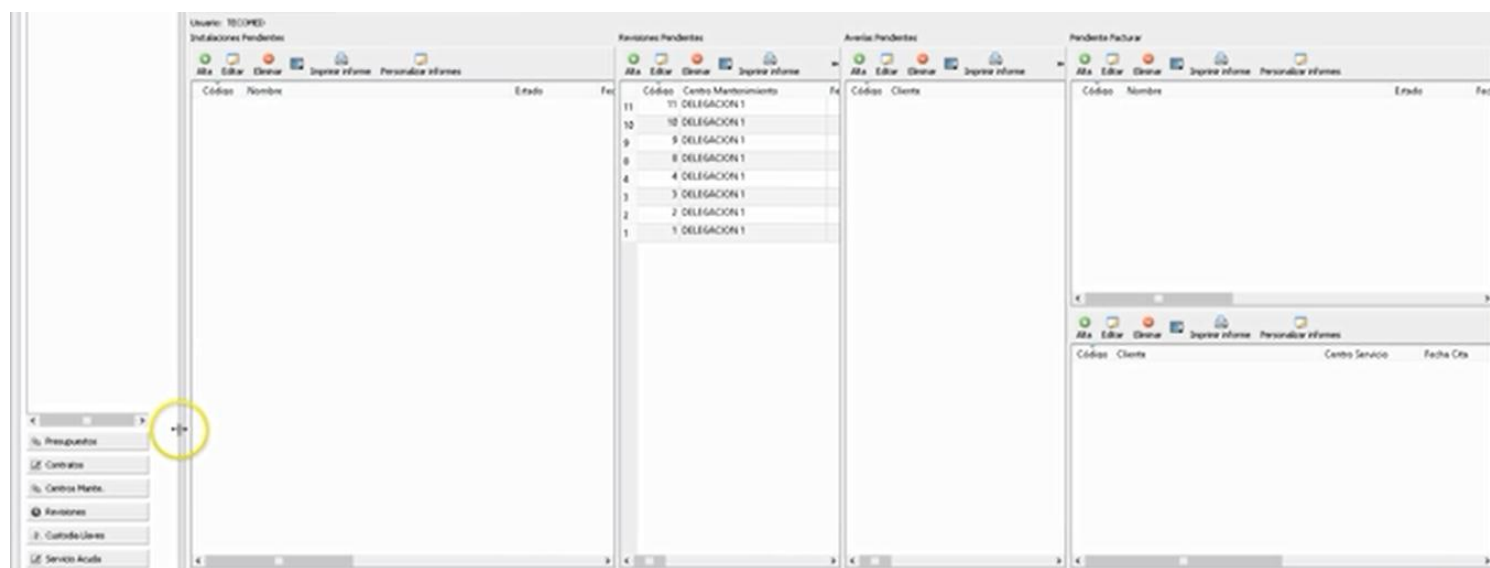 Usuario: TECOMED
Instalaciones Pendientes
Alta Editar Eliminar Imprimir informe Personalizar informes
Código Nombre Estado Fec
Revisiones Pendientes
Alta Editar Eliminar Imprimir informe
Código Centro Mantenimiento Fe
11 11 DELEGACION 1
10 10 DELEGACION 1
9 9 DELEGACION 1
8 8 DELEGACION 1
4 4 DELEGACION 1
3 3 DELEGACION 1
2 2 DELEGACION 1
1 1 DELEGACION 1
Averías Pendientes
Alta Editar Eliminar Imprimir informe
Código Cliente
Pendiente Facturar
Alta Editar Eliminar Imprimir informe Personalizar informes
Código Nombre Estado Fec
Alta Editar Eliminar Imprimir informe Personalizar informes
Código Cliente Centro Servicio Fecha Cita
Presupuestos
Contratos
Centros Mante.
Revisiones
Custodia Llaves
Servicio Acuda